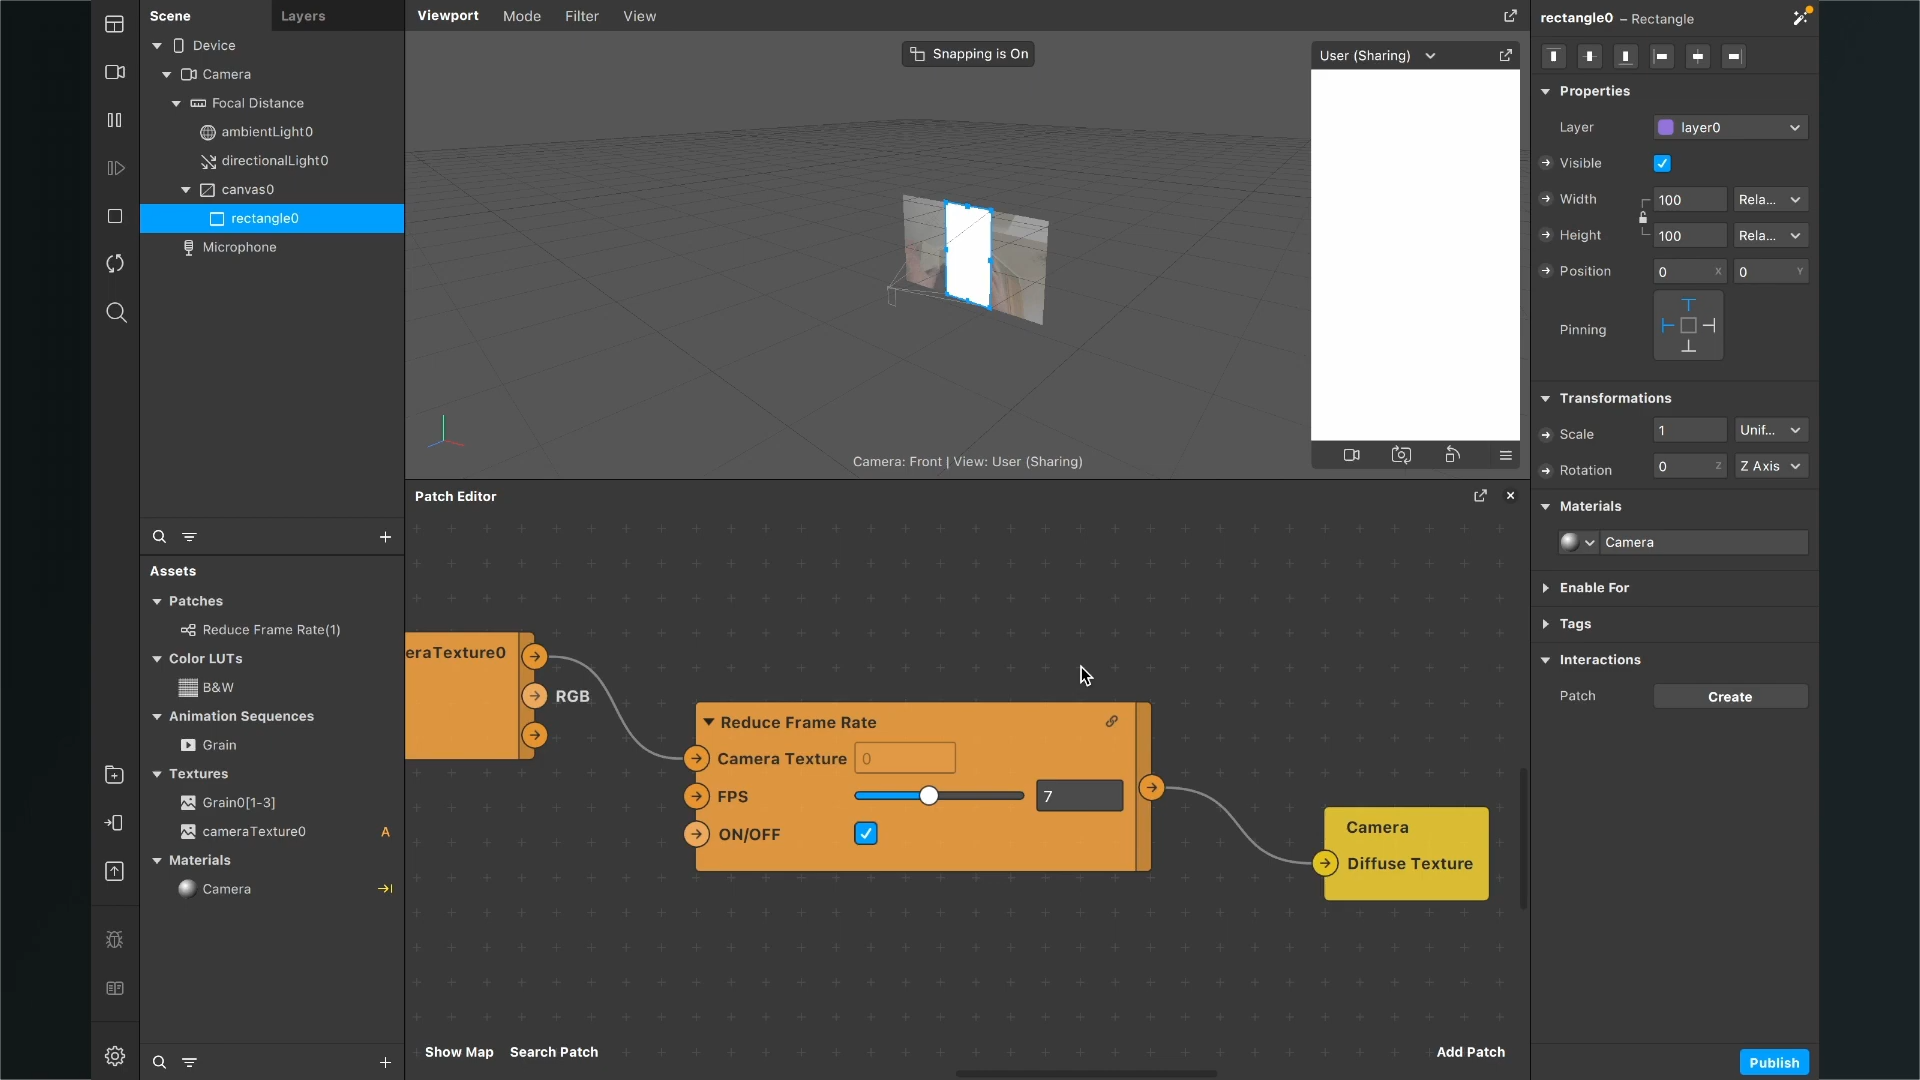 Scene
Layers
Device
Camera
Focal Distance
ambientLight0
directionalLight0
canvas0
rectangle0
Microphone
Assets
Patches
Reduce Frame Rate(1)
Color LUTs
B&W
Animation Sequences
Grain
Textures
Grain0[1-3]
cameraTexture0 A
Materials
Camera
Viewport Mode Filter View
Snapping is On
User (Sharing)
Camera: Front | View: User (Sharing)
Patch Editor
eraTexture0
RGB
Reduce Frame Rate
Camera Texture 0
FPS 7
ON/OFF
Camera
Diffuse Texture
Show Map Search Patch
Add Patch
rectangle0 – Rectangle
Properties
Layer layer0
Visible
Width 100 Rela...
Height 100 Rela...
Position 0 X 0 Y
Pinning
Transformations
Scale 1 Unif...
Rotation 0 Z Z Axis
Materials
Camera
Enable For
Tags
Interactions
Patch Create
Publish